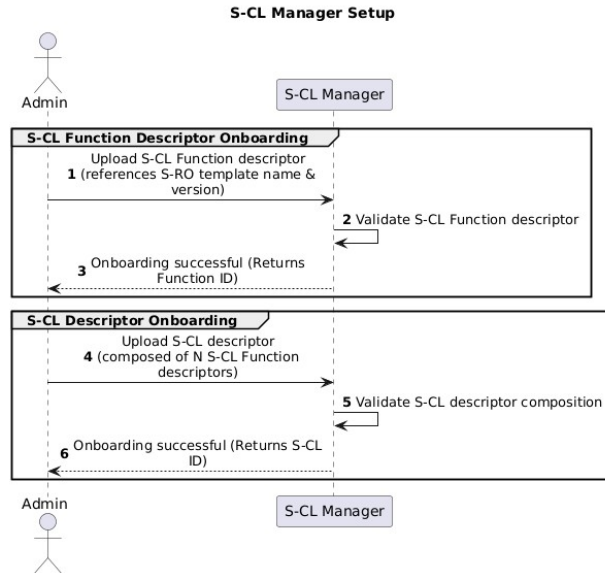 S-CL Manager Setup
Admin
S-CL Manager
S-CL Function Descriptor Onboarding
Upload S-CL Function descriptor
1 (references S-RO template name &
version)
2 Validate S-CL Function descriptor
Onboarding successful (Returns
3
Function ID)
S-CL Descriptor Onboarding
Upload S-CL descriptor
4 (composed of N S-CL Function
descriptors)
5 Validate S-CL descriptor composition
Onboarding successful (Returns S-CL
6
ID)
Admin
S-CL Manager